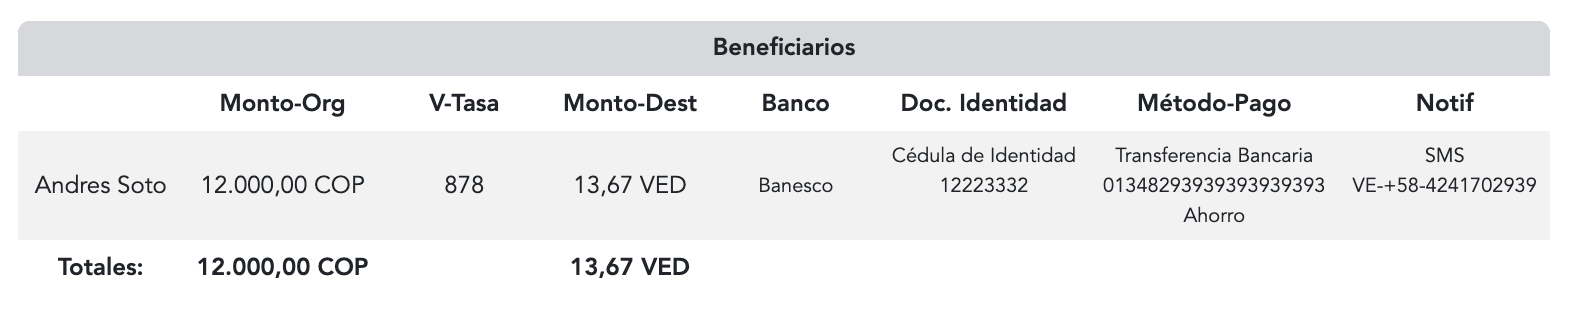 Beneficiarios
Monto-Org V-Tasa Monto-Dest Banco Doc. Identidad Método-Pago Notif
Andres Soto 12.000,00 COP 878 13,67 VED Banesco Cédula de Identidad 12223332 Transferencia Bancaria 01348293939393939393 Ahorro SMS VE-+58-4241702939
Totales: 12.000,00 COP 13,67 VED